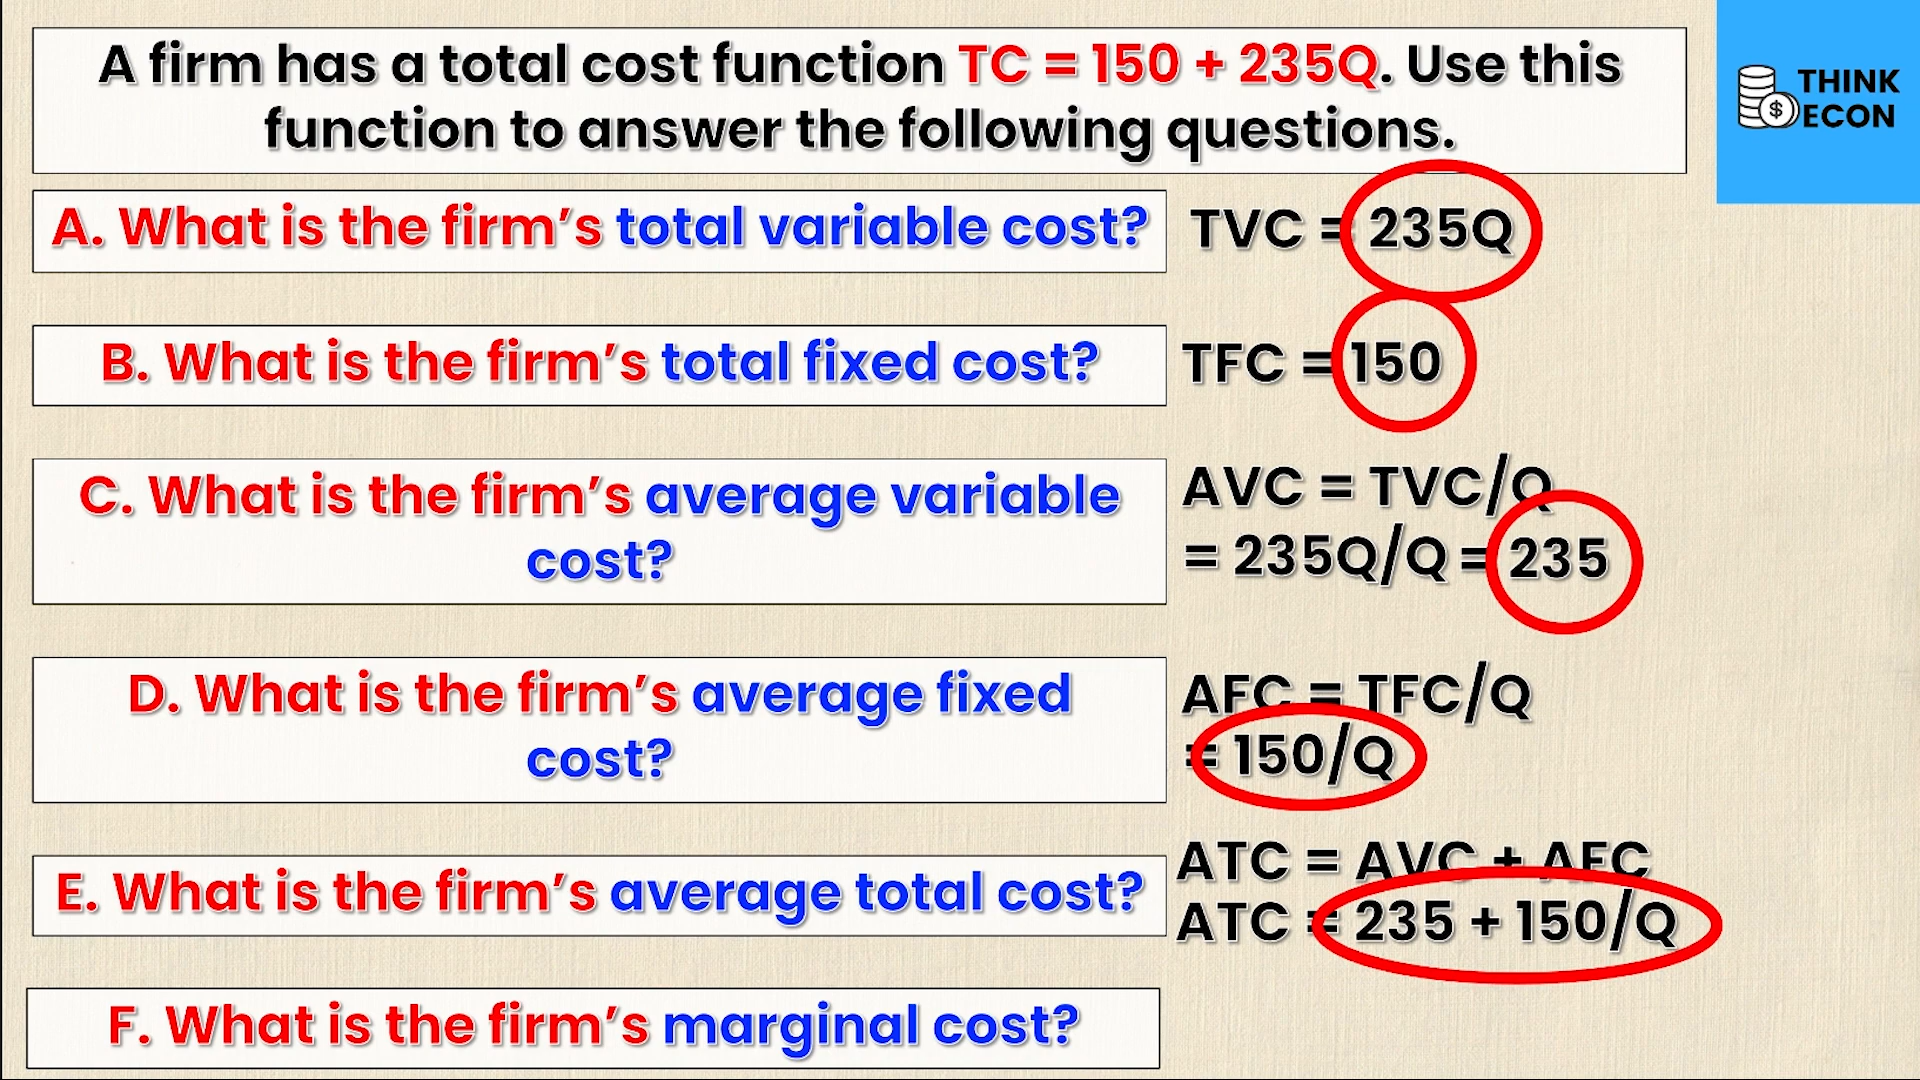 A firm has a total cost function TC = 150 + 235Q. Use this
function to answer the following questions.
THINK
ECON
$
A. What is the firm's total variable cost?
TVC = 235Q
B. What is the firm's total fixed cost?
TFC = 150
C. What is the firm's average variable
cost?
AVC = TVC/Q
= 235Q/Q = 235
D. What is the firm's average fixed
cost?
AFC = TFC/Q
= 150/Q
E. What is the firm's average total cost?
ATC = AVC + AFC
ATC = 235 + 150/Q
F. What is the firm's marginal cost?